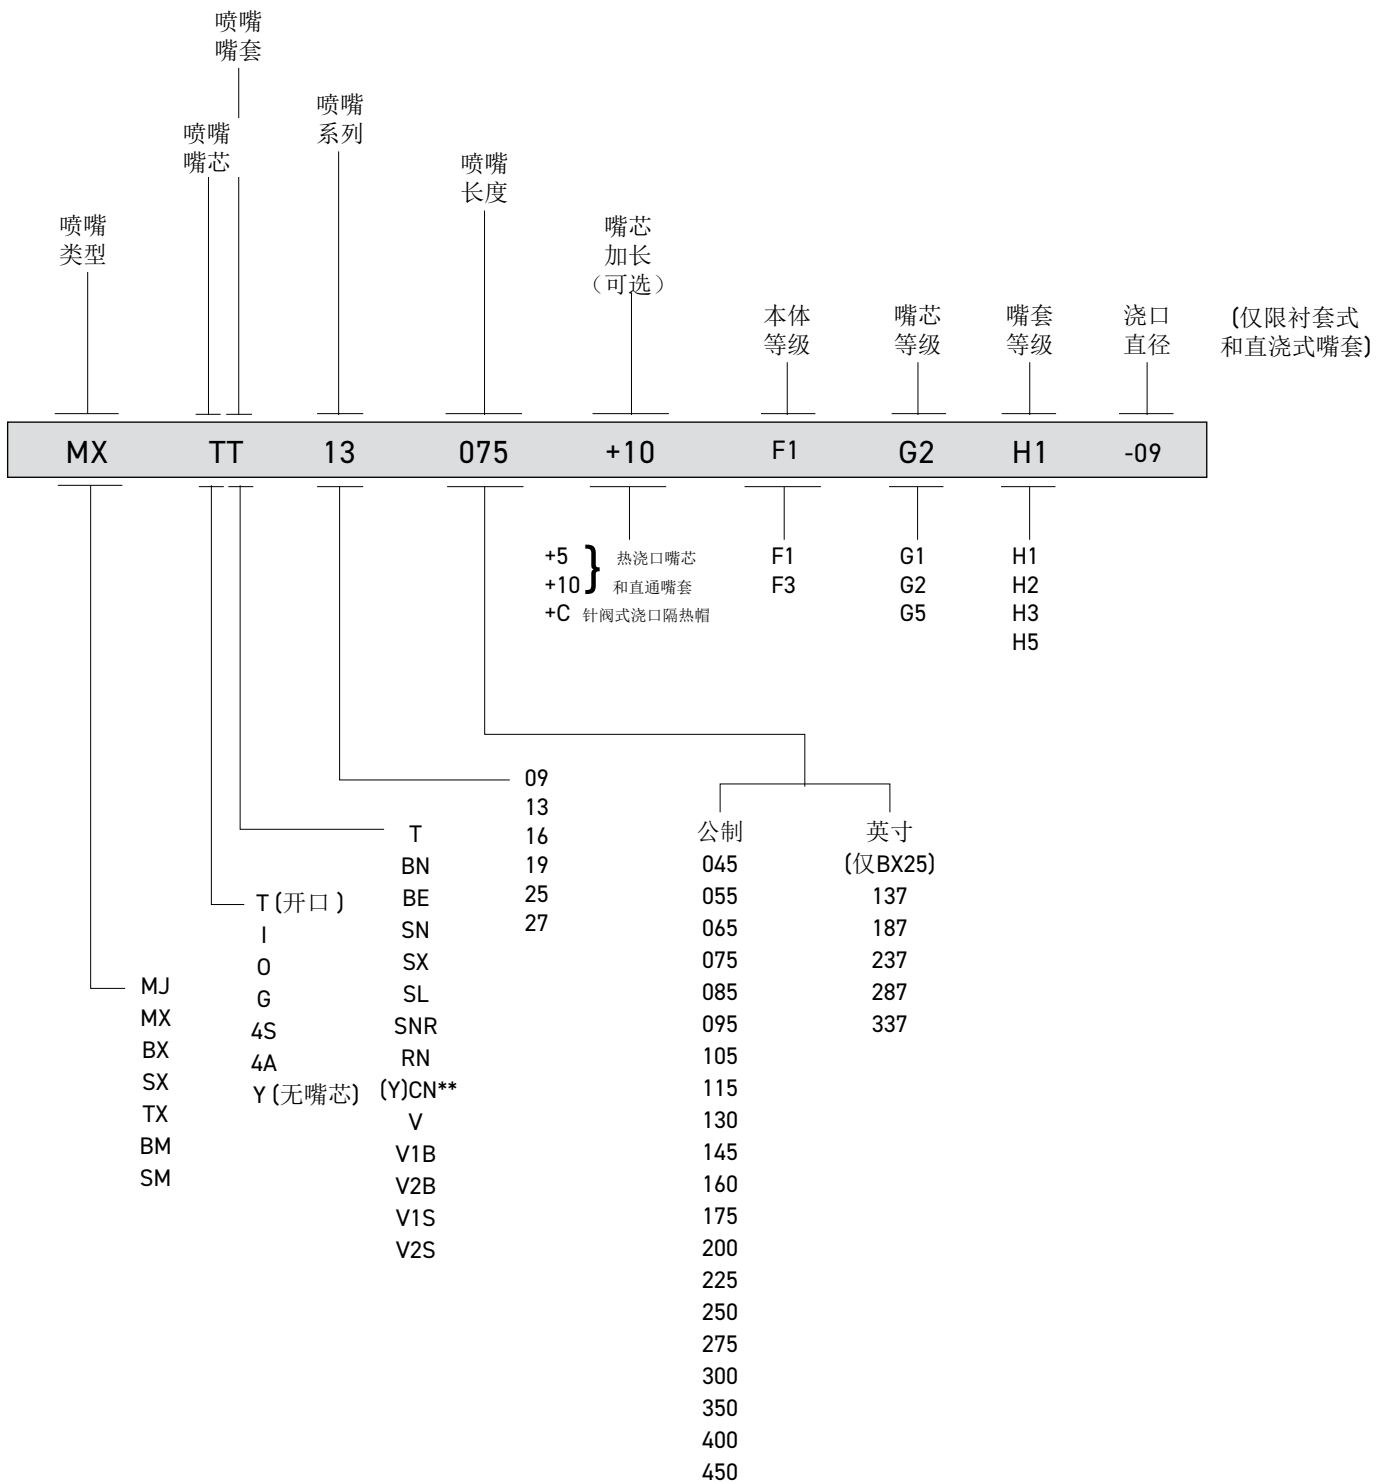 喷嘴
嘴套
喷嘴
嘴芯
喷嘴
系列
喷嘴
长度
喷嘴
类型
嘴芯
加长
（可选）
本体
等级
嘴芯
等级
嘴套
等级
浇口
直径
(仅限衬套式
和直浇式嘴套)
MX TT 13 075 +10 F1 G2 H1 -09
+5 } 热浇口嘴芯
+10 和直通嘴套
+C 针阀式浇口隔热帽
F1
F3
G1
G2
G5
H1
H2
H3
H5
MJ
MX
BX
SX
TX
BM
SM
T (开口 )
I
O
G
4S
4A
Y (无嘴芯)
T
BN
BE
SN
SX
SL
SNR
RN
(Y)CN**
V
V1B
V2B
V1S
V2S
09
13
16
19
25
27
公制
045
055
065
075
085
095
105
115
130
145
160
175
200
225
250
275
300
350
400
450
英寸
(仅BX25)
137
187
237
287
337